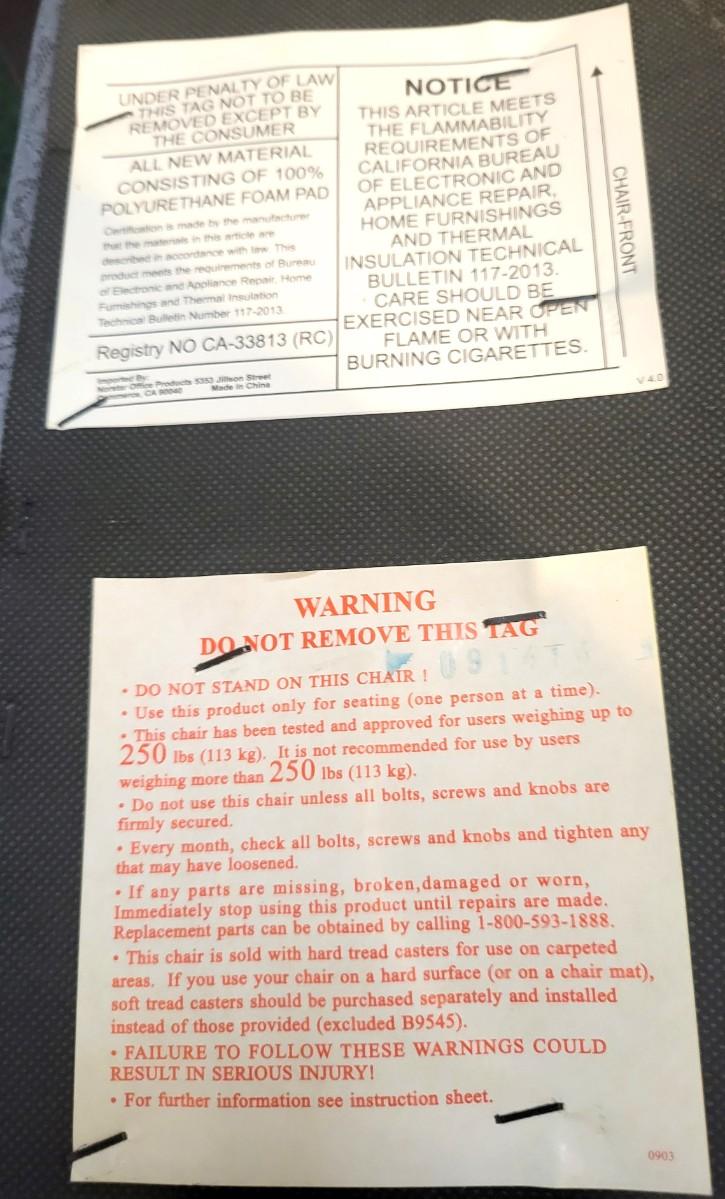 UNDER PENALTY OF LAW
THIS TAG NOT TO BE
REMOVED EXCEPT BY
THE CONSUMER
ALL NEW MATERIAL
CONSISTING OF 100%
POLYURETHANE FOAM PAD
Certification is made by the manufacturer
that the materials in this article are
described in accordance with law. This
product meets the requirements of Bureau
of Electronic and Appliance Repair, Home
Furnishings and Thermal Insulation
Technical Bulletin Number 117-2013.
Registry NO CA-33813 (RC)
Imported By:
Norstar Office Products 5353 Jillson Street
Commerce, CA 90040 Made in China
NOTICE
THIS ARTICLE MEETS
THE FLAMMABILITY
REQUIREMENTS OF
CALIFORNIA BUREAU
OF ELECTRONIC AND
APPLIANCE REPAIR,
HOME FURNISHINGS
AND THERMAL
INSULATION TECHNICAL
BULLETIN 117-2013.
CARE SHOULD BE
EXERCISED NEAR OPEN
FLAME OR WITH
BURNING CIGARETTES.
CHAIR-FRONT
V 4.0
WARNING
DO NOT REMOVE THIS TAG
• DO NOT STAND ON THIS CHAIR !
• Use this product only for seating (one person at a time).
• This chair has been tested and approved for users weighing up to
250 lbs (113 kg). It is not recommended for use by users
weighing more than 250 lbs (113 kg).
• Do not use this chair unless all bolts, screws and knobs are
firmly secured.
• Every month, check all bolts, screws and knobs and tighten any
that may have loosened.
• If any parts are missing, broken,damaged or worn,
Immediately stop using this product until repairs are made.
Replacement parts can be obtained by calling 1-800-593-1888.
• This chair is sold with hard tread casters for use on carpeted
areas. If you use your chair on a hard surface (or on a chair mat),
soft tread casters should be purchased separately and installed
instead of those provided (excluded B9545).
• FAILURE TO FOLLOW THESE WARNINGS COULD
RESULT IN SERIOUS INJURY!
• For further information see instruction sheet.
0903